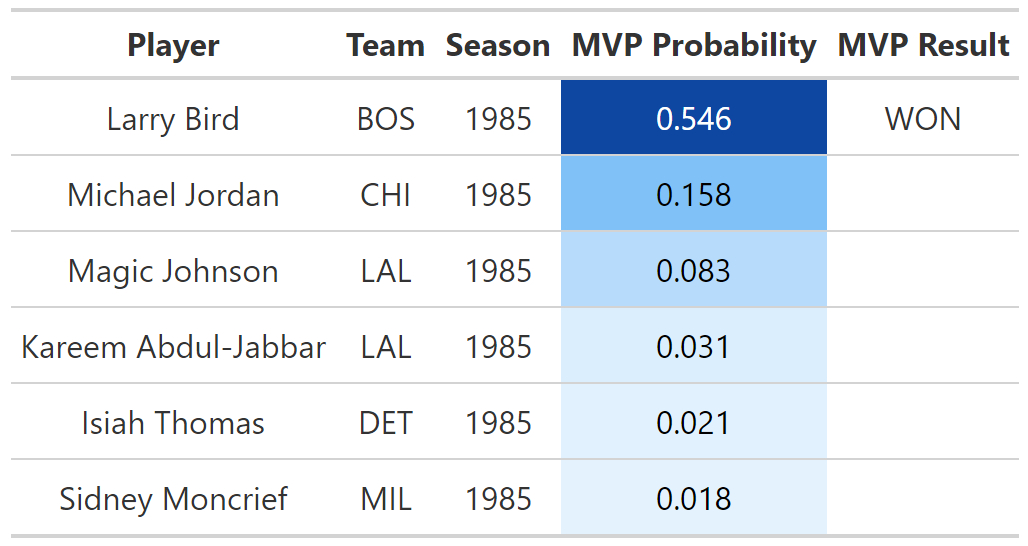 Player Team Season MVP Probability MVP Result
Larry Bird BOS 1985 0.546 WON
Michael Jordan CHI 1985 0.158
Magic Johnson LAL 1985 0.083
Kareem Abdul-Jabbar LAL 1985 0.031
Isiah Thomas DET 1985 0.021
Sidney Moncrief MIL 1985 0.018